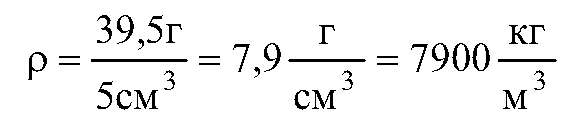 ρ = 39,5г / 5см³ = 7,9 г/см³ = 7900 кг/м³